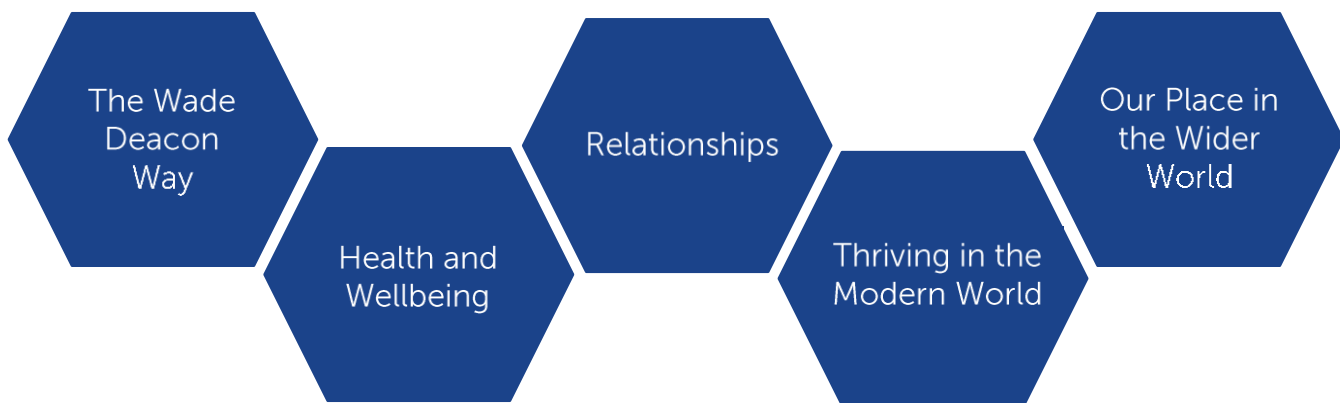 The Wade
Deacon
Way
Health and
Wellbeing
Relationships
Thriving in the
Modern World
Our Place in
the Wider
World